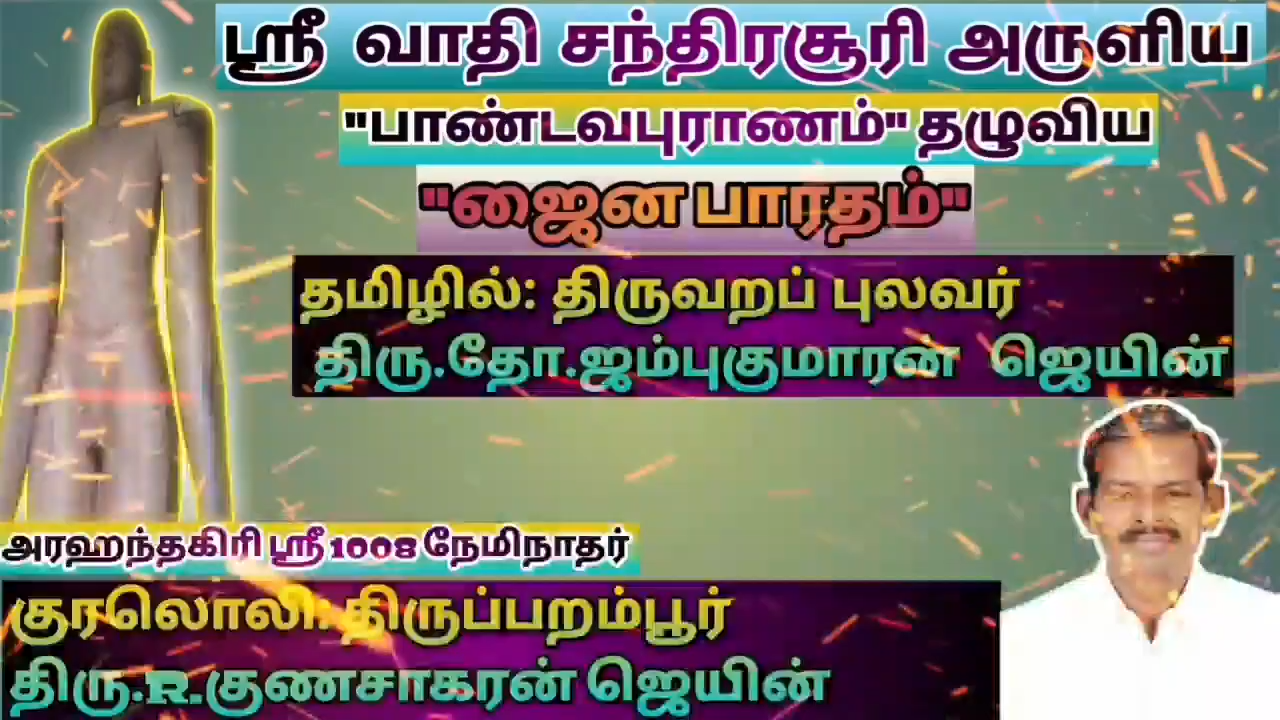 ஸ்ரீ வாதி சந்திரசூரி அருளிய
"பாண்டவபுராணம்" தழுவிய
"ஜைன பாரதம்"
தமிழில்: திருவறப் புலவர்
திரு.தோ.ஜம்புகுமாரன் ஜெயின்
அரஹந்தகிரி ஸ்ரீ 1008 நேமிநாதர்
குரலொலி: திருப்பறம்பூர்
திரு.R.குணசாகரன் ஜெயின்